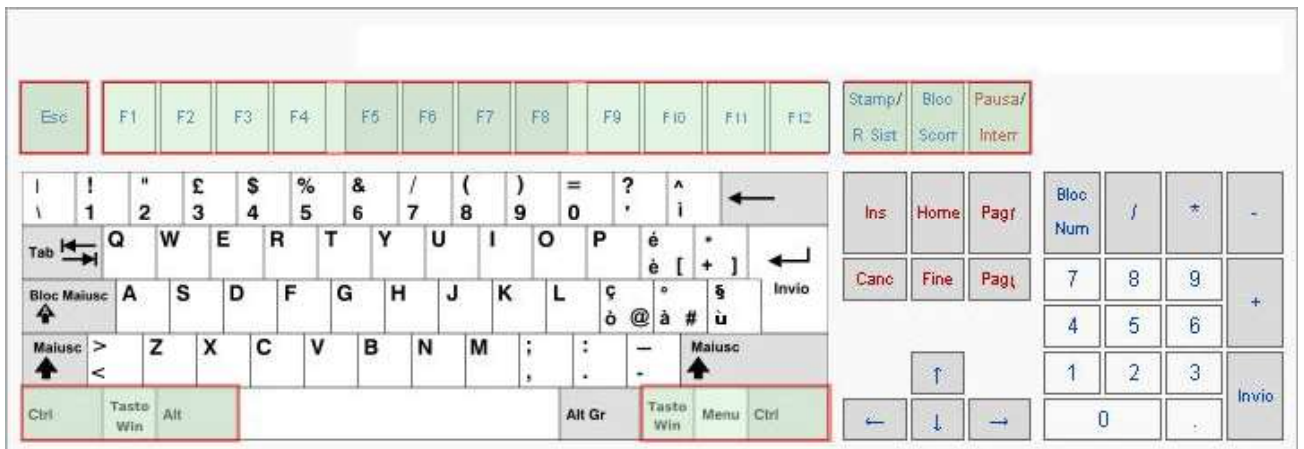 Esc F1 F2 F3 F4 F5 F6 F7 F8 F9 F10 F11 F12 Stamp/ Bloc Pausa/
R Sist Scorr Interr
| ! " £ $ % & / ( ) = ? ^
\ 1 2 3 4 5 6 7 8 9 0 ' ì
Ins Home Pag↑ Bloc / * -
Num
Tab Q W E R T Y U I O P é * Invio
è [ + ]
Canc Fine Pag↓ 7 8 9 +
Bloc Maiusc A S D F G H J K L ç ° §
ò @ à # ù
4 5 6
Maiusc > Z X C V B N M ; : — Maiusc
< , . -
↑ 1 2 3 Invio
Ctrl Tasto Alt Alt Gr Tasto Menu Ctrl
Win Win
← ↓ → 0 .